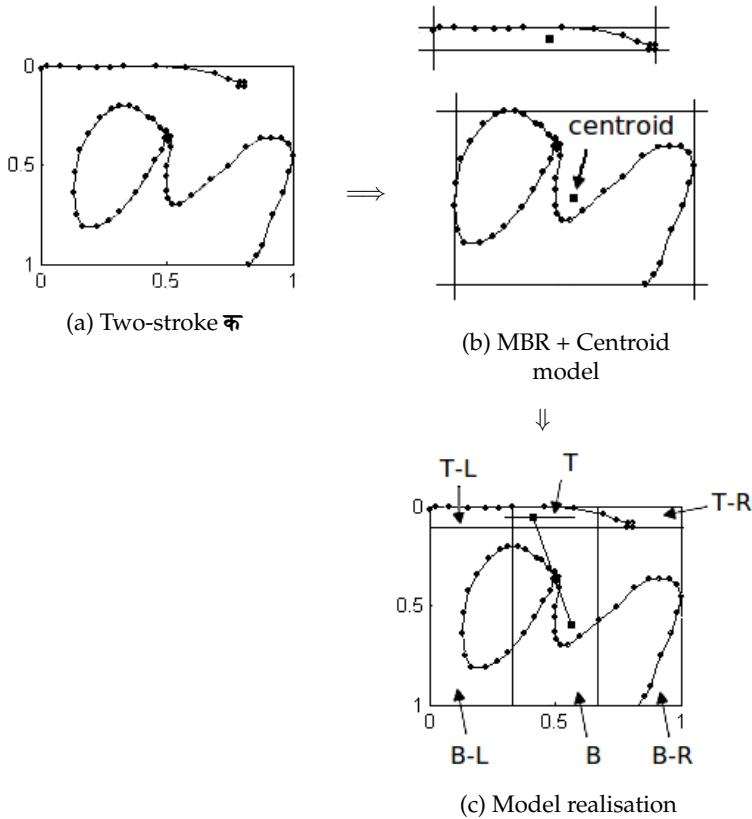 0
0.5
1
0 0.5 1
(a) Two-stroke क
⇒
centroid
(b) MBR + Centroid
model
⇓
T-L T T-R
0
0.5
1
0 0.5 1
B-L B B-R
(c) Model realisation